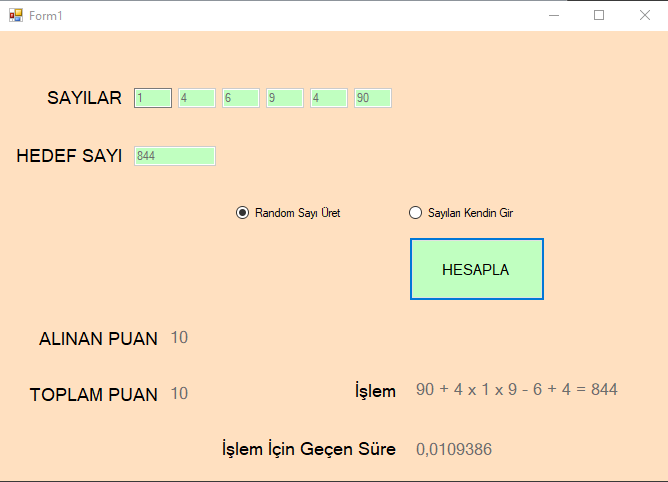 Form1
SAYILAR 1 4 6 9 4 90
HEDEF SAYI 844
Random Sayı Üret Sayıları Kendin Gir
HESAPLA
ALINAN PUAN 10
TOPLAM PUAN 10
İşlem 90 + 4 x 1 x 9 - 6 + 4 = 844
İşlem İçin Geçen Süre 0,0109386